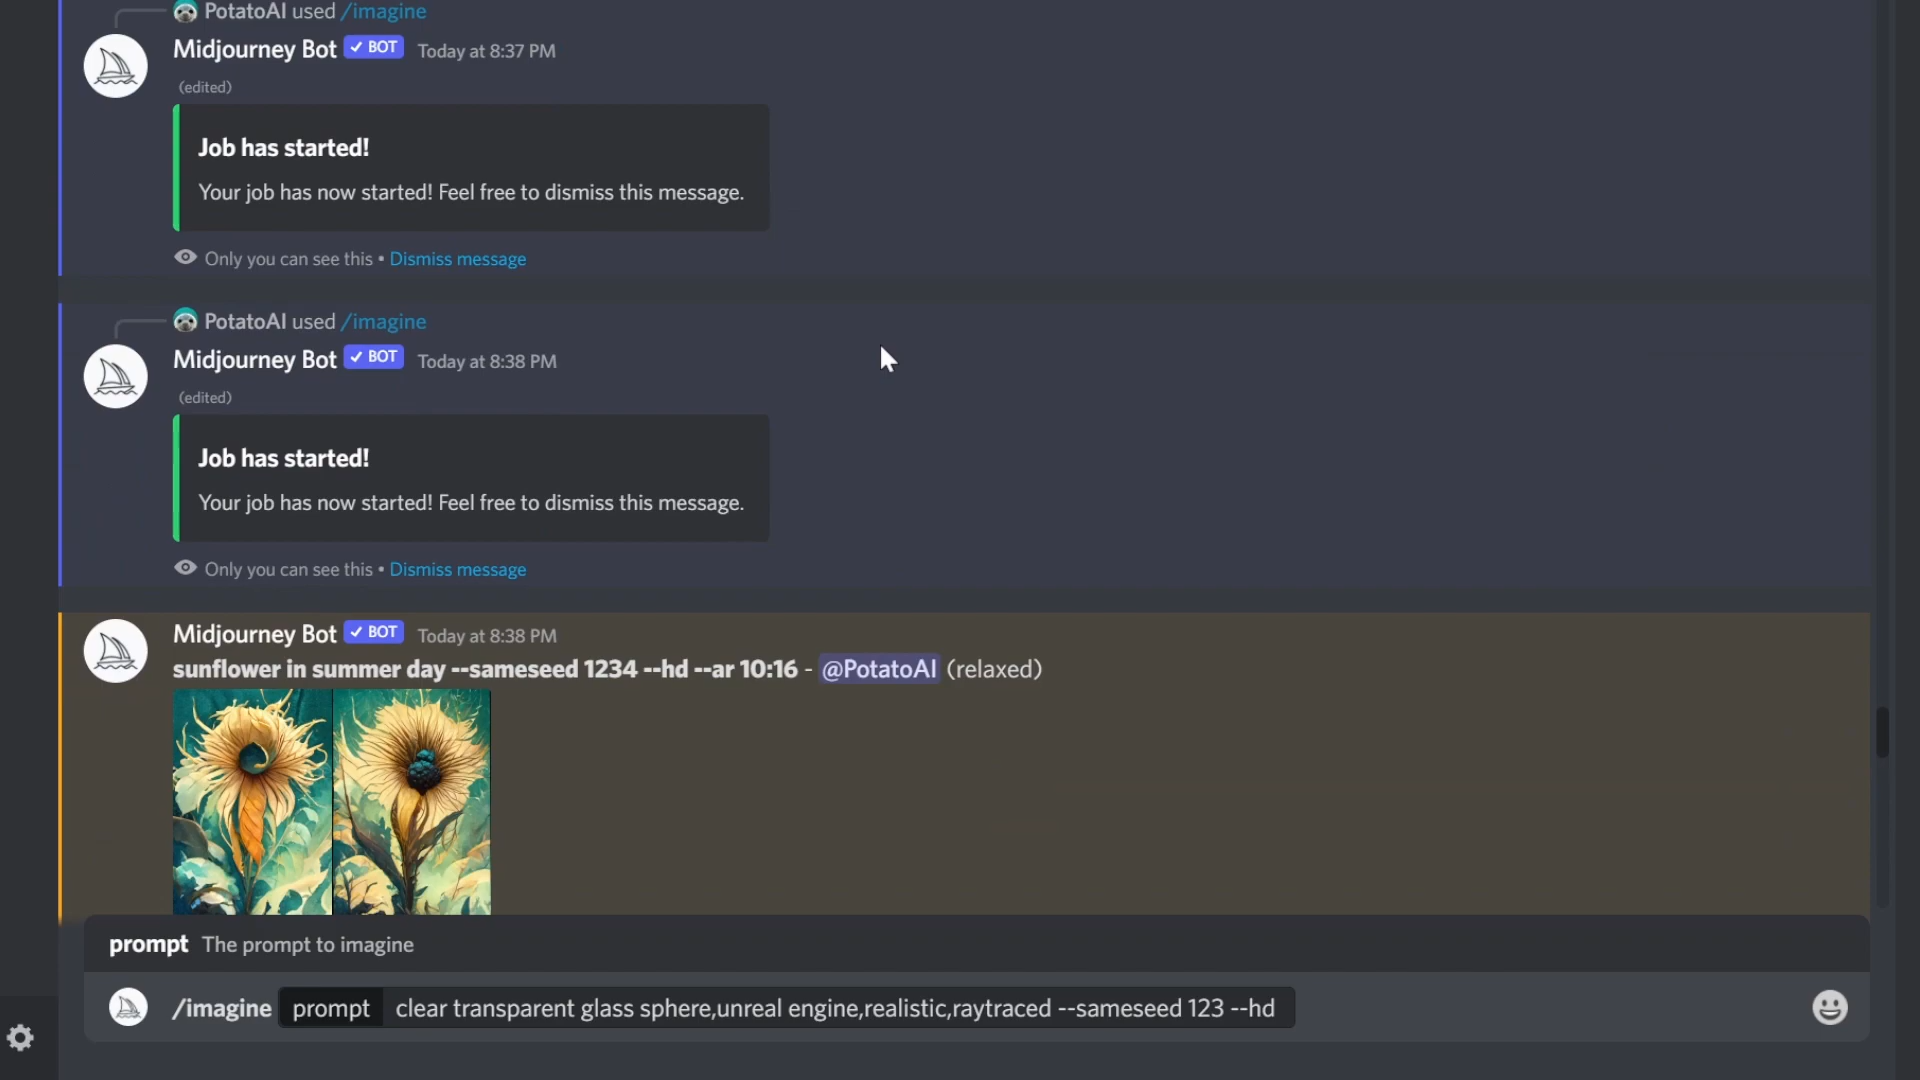 PotatoAI used /imagine
Midjourney Bot ✓ BOT Today at 8:37 PM
(edited)
Job has started!
Your job has now started! Feel free to dismiss this message.
Only you can see this • Dismiss message
PotatoAI used /imagine
Midjourney Bot ✓ BOT Today at 8:38 PM
(edited)
Job has started!
Your job has now started! Feel free to dismiss this message.
Only you can see this • Dismiss message
Midjourney Bot ✓ BOT Today at 8:38 PM
sunflower in summer day --sameseed 1234 --hd --ar 10:16 - @PotatoAI (relaxed)
prompt The prompt to imagine
/imagine prompt clear transparent glass sphere,unreal engine,realistic,raytraced --sameseed 123 --hd